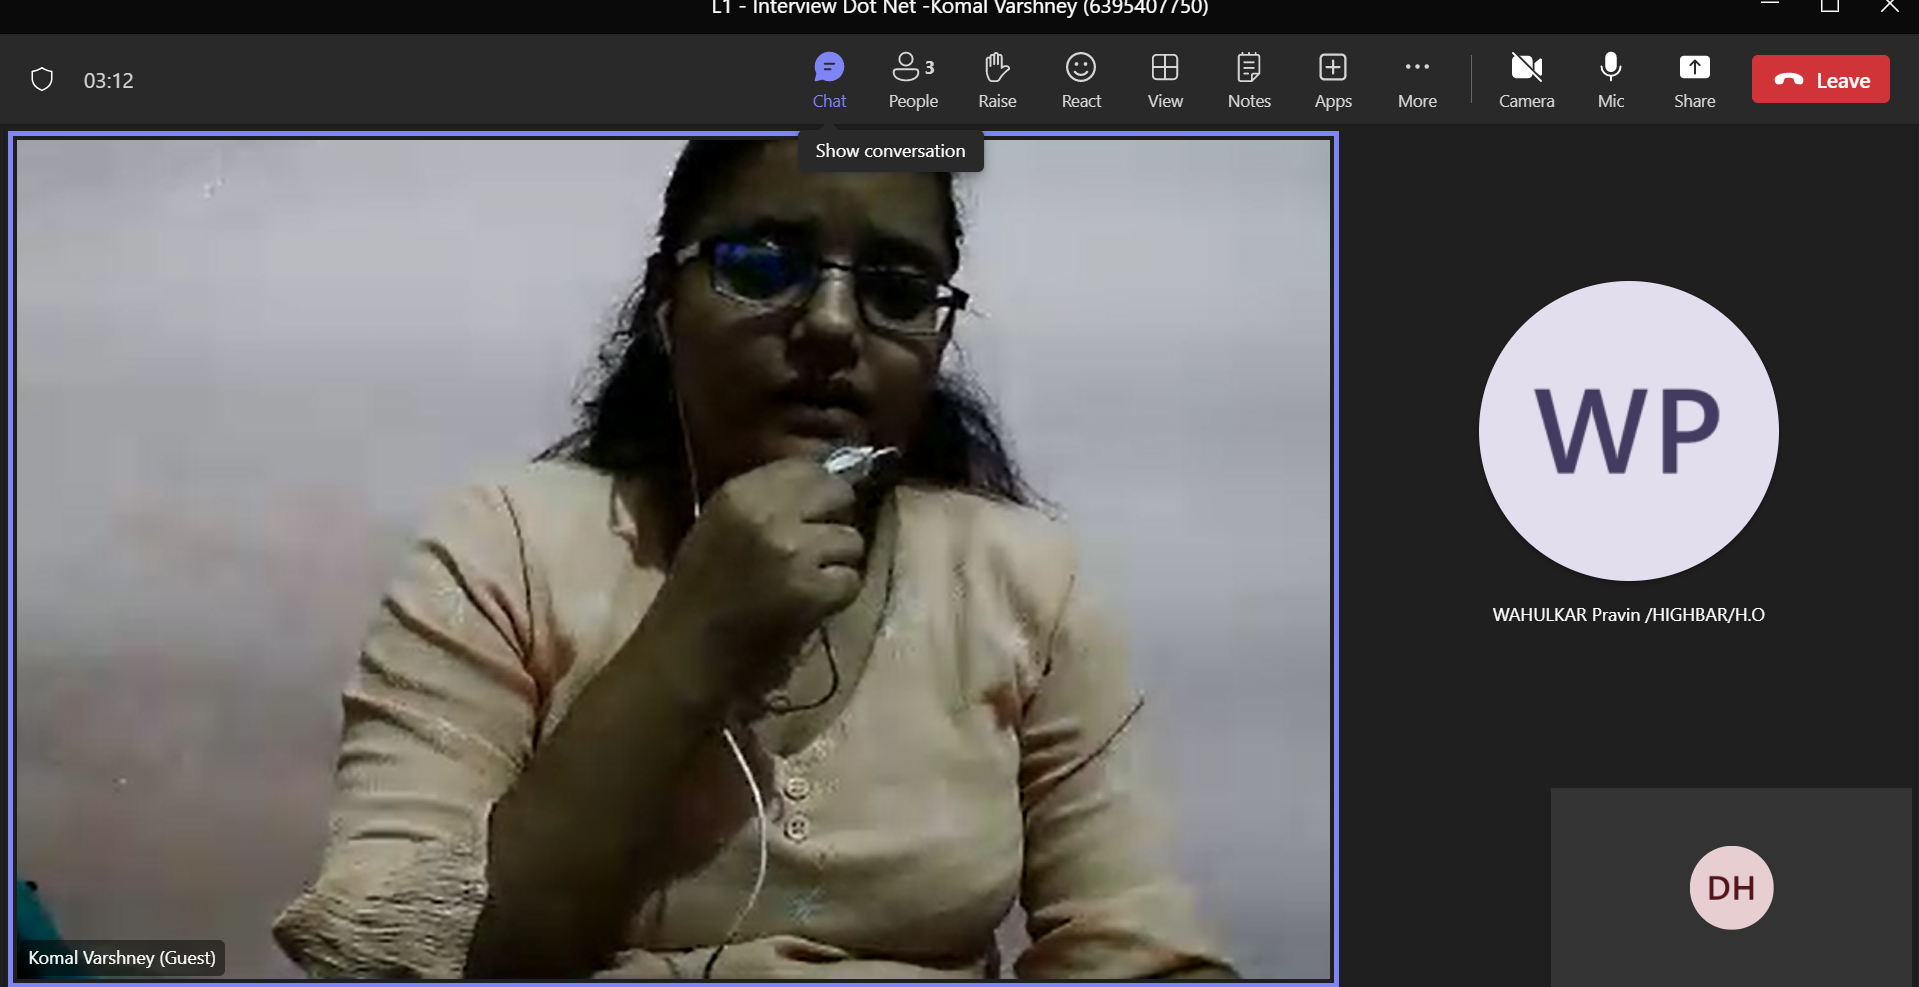 L1 - Interview Dot Net -Komal Varshney (6395407750)
03:12
Chat
People 3
Raise
React
View
Notes
Apps
More
Camera
Mic
Share
Leave
Show conversation
WP
WAHULKAR Pravin /HIGHBAR/H.O
DH
Komal Varshney (Guest)